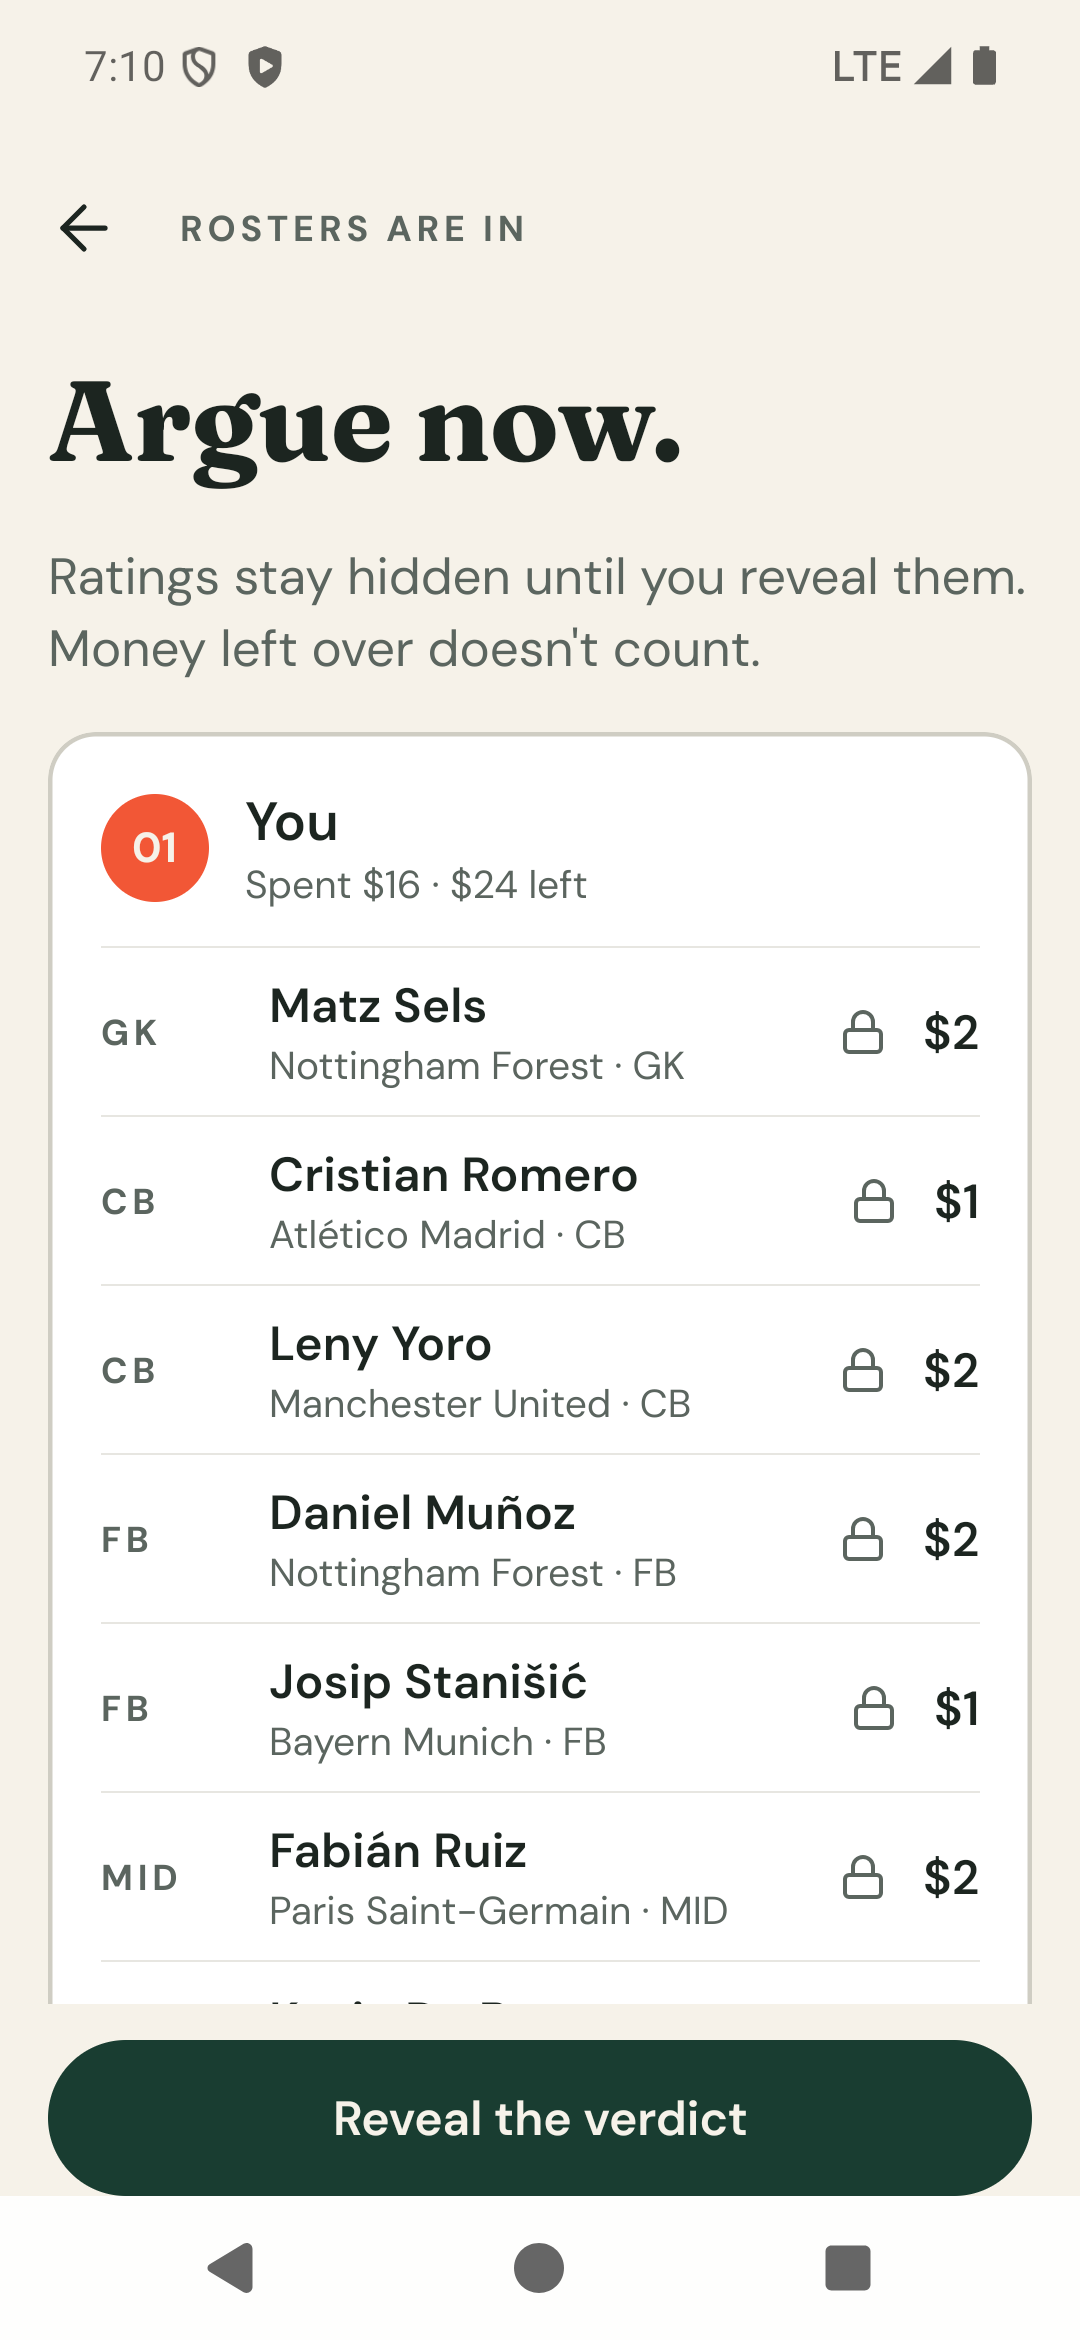 7:10
LTE
ROSTERS ARE IN
Argue now.
Ratings stay hidden until you reveal them.
Money left over doesn't count.
01
You
Spent $16 · $24 left
GK
Matz Sels
Nottingham Forest · GK
$2
CB
Cristian Romero
Atlético Madrid · CB
$1
CB
Leny Yoro
Manchester United · CB
$2
FB
Daniel Muñoz
Nottingham Forest · FB
$2
FB
Josip Stanišić
Bayern Munich · FB
$1
MID
Fabián Ruiz
Paris Saint-Germain · MID
$2
Reveal the verdict